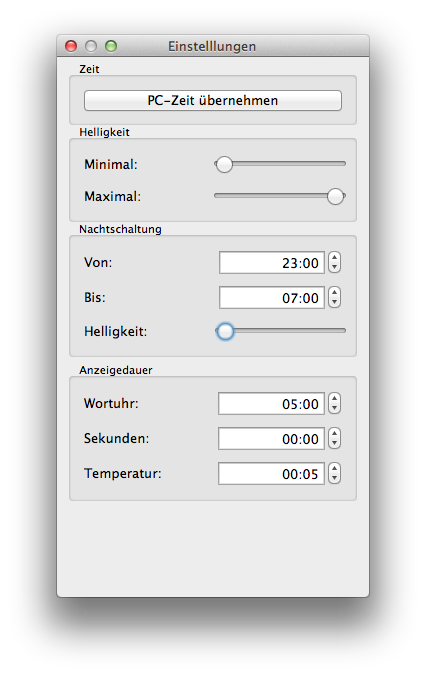 Einstelllungen
Zeit
PC-Zeit übernehmen
Helligkeit
Minimal:
Maximal:
Nachtschaltung
Von: 23:00
Bis: 07:00
Helligkeit:
Anzeigedauer
Wortuhr: 05:00
Sekunden: 00:00
Temperatur: 00:05